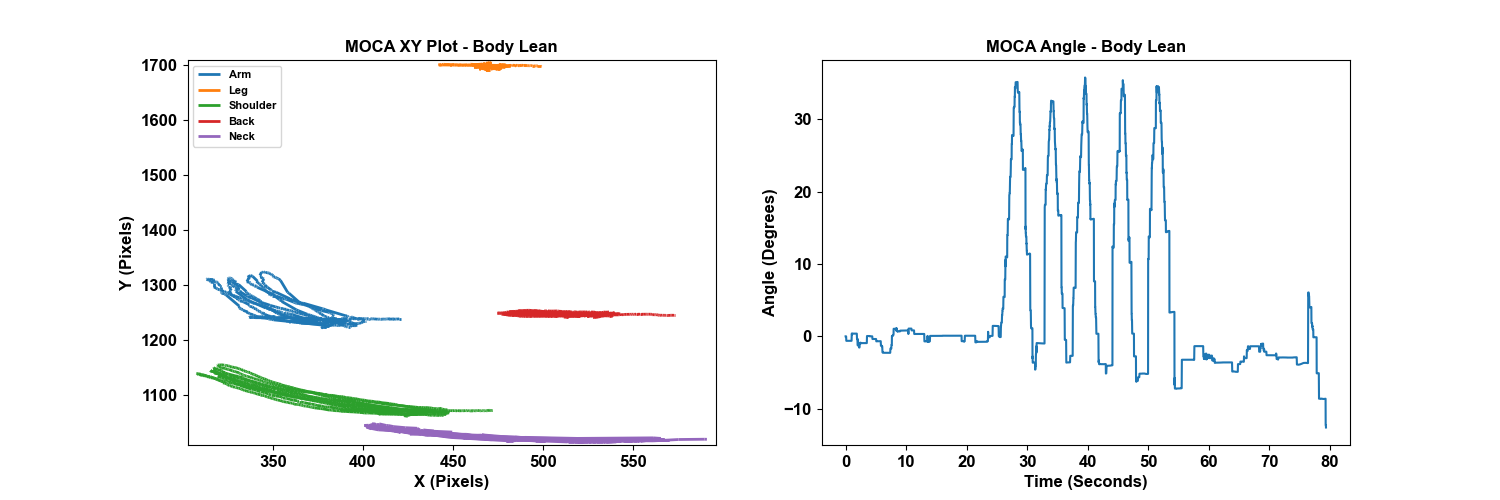 MOCA XY Plot - Body Lean
Y (Pixels)
1700
1600
1500
1400
1300
1200
1100
Arm
Leg
Shoulder
Back
Neck
350
400
450
500
550
X (Pixels)
MOCA Angle - Body Lean
Angle (Degrees)
30
20
10
0
−10
0
10
20
30
40
50
60
70
80
Time (Seconds)